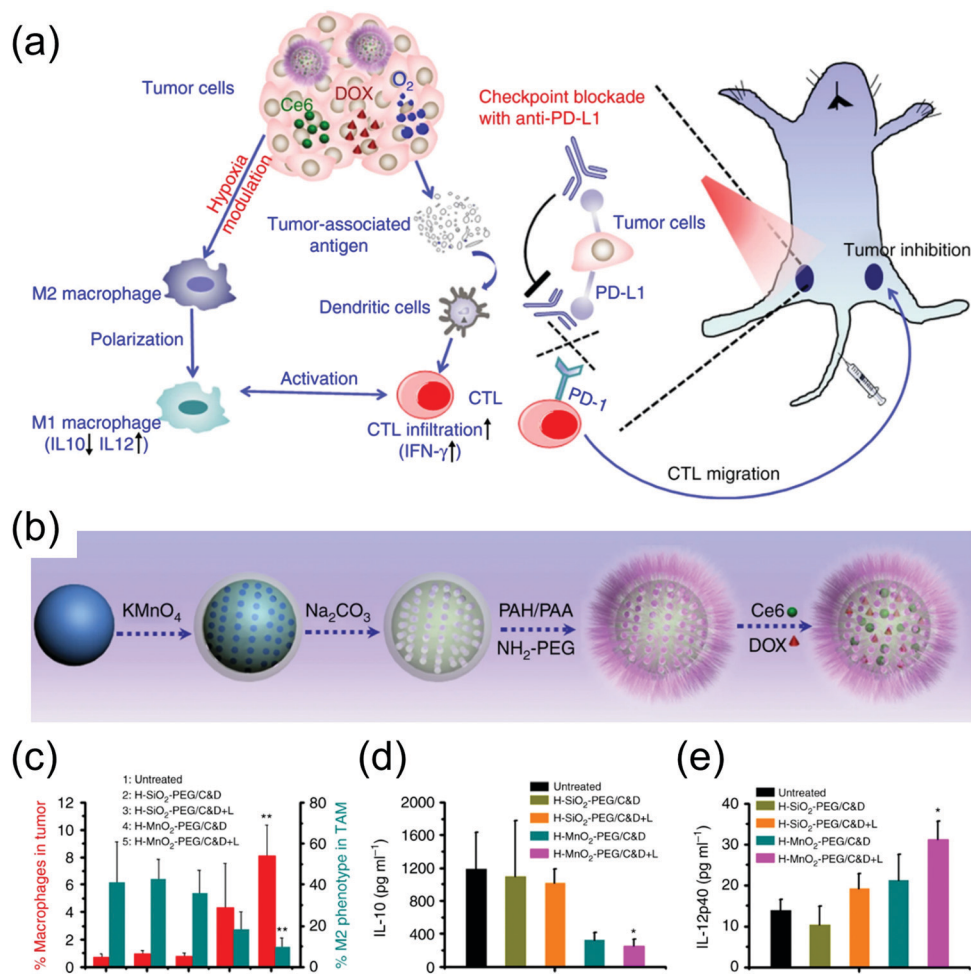 (a)
Tumor cells
Ce6
DOX
O₂
Hypoxia
modulation
Tumor-associated
antigen
M2 macrophage
Dendritic cells
Polarization
Activation
CTL
M1 macrophage
(IL10↓ IL12↑)
CTL infiltration↑
(IFN-γ↑)
Checkpoint blockade
with anti-PD-L1
Tumor cells
PD-L1
PD-1
Tumor inhibition
CTL migration
(b)
KMnO₄
Na₂CO₃
PAH/PAA
NH₂-PEG
Ce6
DOX
(c)
1: Untreated
2: H-SiO₂-PEG/C&D
3: H-SiO₂-PEG/C&D+L
4: H-MnO₂-PEG/C&D
5: H-MnO₂-PEG/C&D+L
% Macrophages in tumor
12
10
8
6
4
2
0
**
**
80
60
40
20
0
% M2 phenotype in TAM
(d)
Untreated
H-SiO₂-PEG/C&D
H-SiO₂-PEG/C&D+L
H-MnO₂-PEG/C&D
H-MnO₂-PEG/C&D+L
IL-10 (pg ml⁻¹)
2000
1600
1200
800
400
0
*
(e)
Untreated
H-SiO₂-PEG/C&D
H-SiO₂-PEG/C&D+L
H-MnO₂-PEG/C&D
H-MnO₂-PEG/C&D+L
IL-12p40 (pg ml⁻¹)
40
30
20
10
0
*